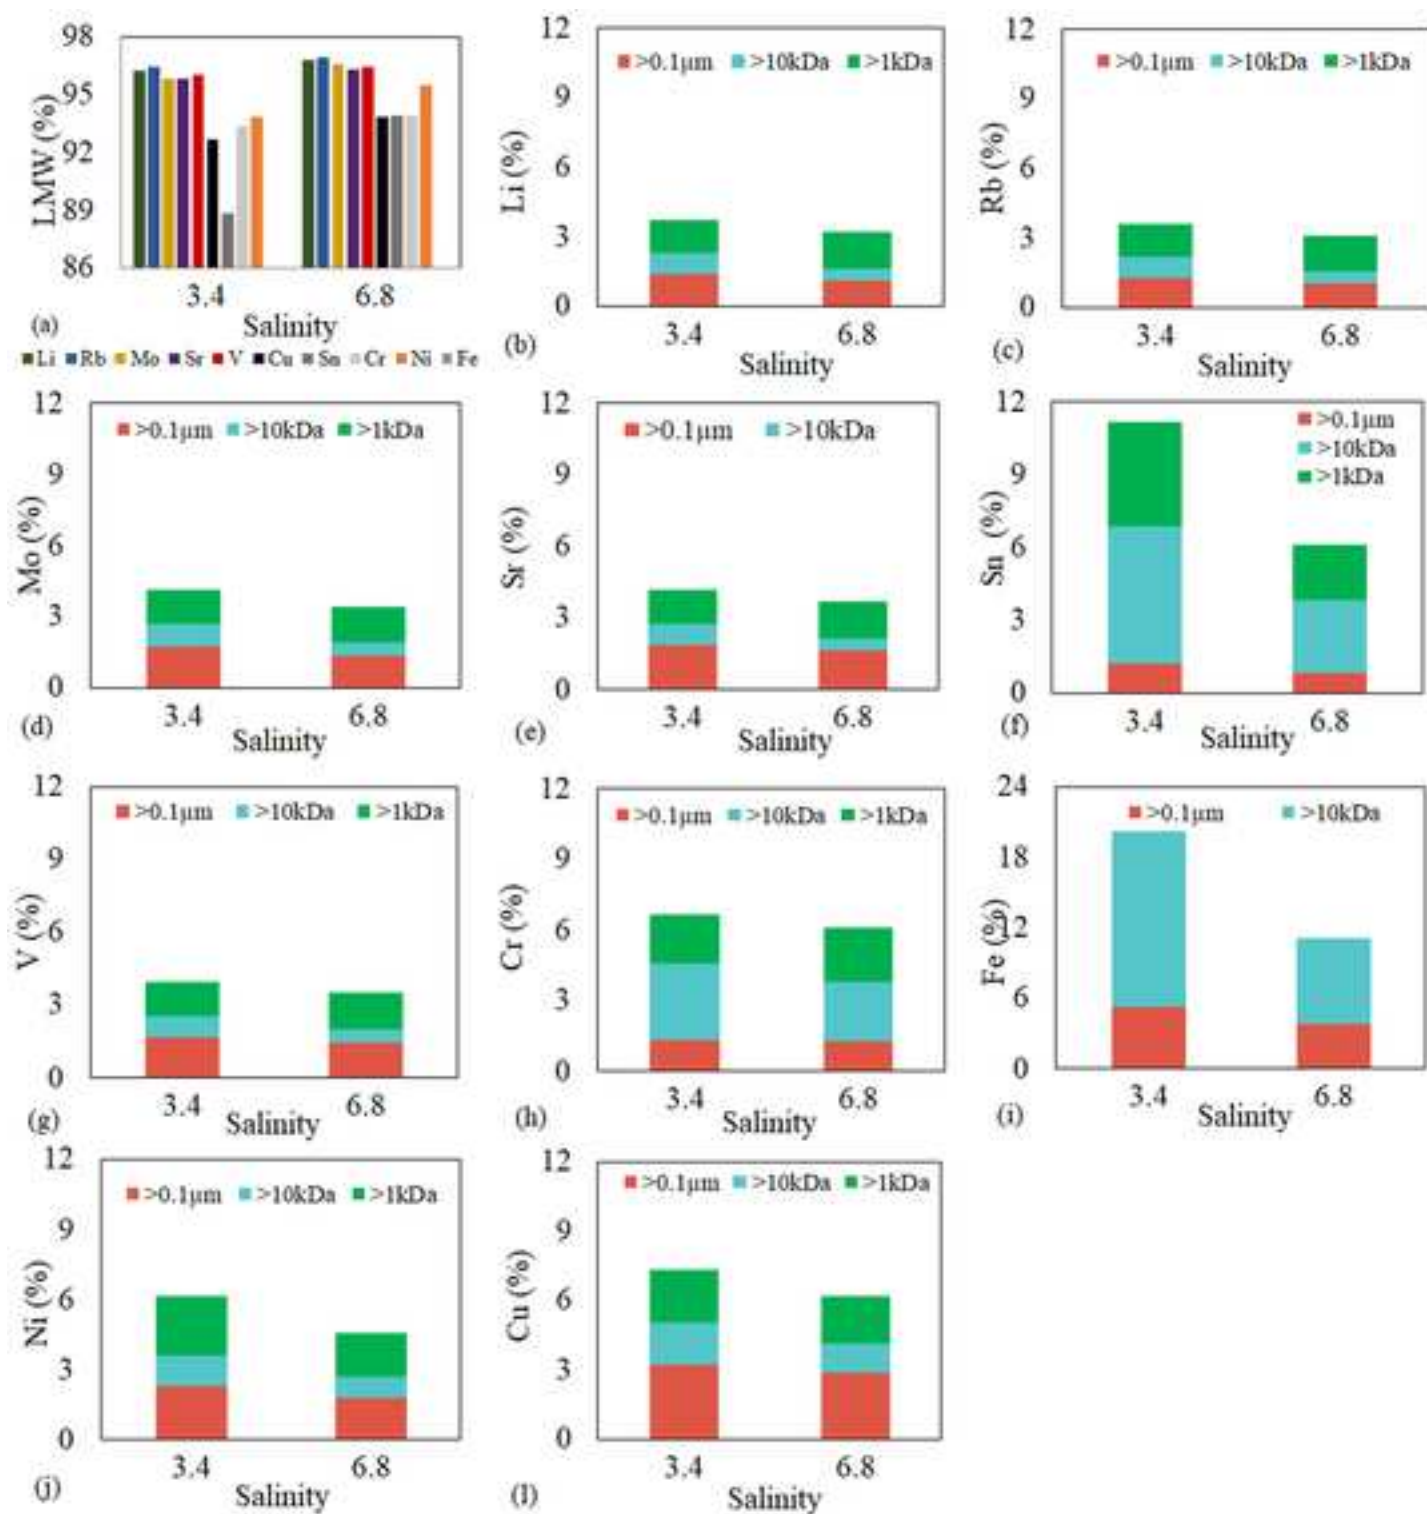 98
95
92
89
86
LMW (%)
3.4 6.8
Salinity
(a)
Li Rb Mo Sr V Cu Sn Cr Ni Fe
12
9
6
3
0
Li (%)
>0.1μm >10kDa >1kDa
3.4 6.8
Salinity
(b)
12
9
6
3
0
Rb (%)
>0.1μm >10kDa >1kDa
3.4 6.8
Salinity
(c)
12
9
6
3
0
Mo (%)
>0.1μm >10kDa >1kDa
3.4 6.8
Salinity
(d)
12
9
6
3
0
Sr (%)
>0.1μm >10kDa
3.4 6.8
Salinity
(e)
12
9
6
3
0
Sn (%)
>0.1μm
>10kDa
>1kDa
3.4 6.8
Salinity
(f)
12
9
6
3
0
V (%)
>0.1μm >10kDa >1kDa
3.4 6.8
Salinity
(g)
12
9
6
3
0
Cr (%)
>0.1μm >10kDa >1kDa
3.4 6.8
Salinity
(h)
24
18
12
6
0
Fe (%)
>0.1μm >10kDa
3.4 6.8
Salinity
(i)
12
9
6
3
0
Ni (%)
>0.1μm >10kDa >1kDa
3.4 6.8
Salinity
(j)
12
9
6
3
0
Cu (%)
>0.1μm >10kDa >1kDa
3.4 6.8
Salinity
(l)